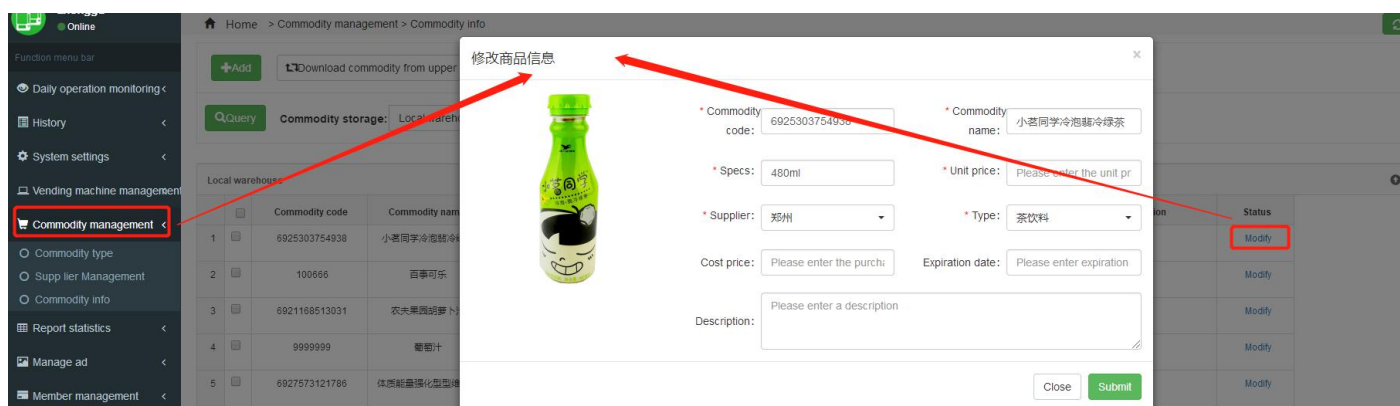 Online
Home > Commodity management > Commodity info
Function menu bar
Daily operation monitoring
History
System settings
Vending machine management
Commodity management
Commodity type
Supp lier Management
Commodity info
Report statistics
Manage ad
Member management
+Add
Download commodity from upper
Query
Commodity storage:
Local wareho
Local warehouse
Commodity code
Commodity nam
Status
1
6925303754938
小茗同学冷泡
Modify
2
100666
百事可乐
Modify
3
6921168513031
农夫果园胡萝卜
Modify
4
9999999
葡萄汁
Modify
5
6927573121786
体质能量强化型维
Modify
修改商品信息
×
* Commodity code:
6925303754938
* Commodity name:
小茗同学冷泡翡冷绿茶
* Specs:
480ml
* Unit price:
Please enter the unit pr
* Supplier:
郑州
* Type:
茶饮料
Cost price:
Please enter the purcha
Expiration date:
Please enter expiration
Description:
Please enter a description
Close
Submit
小茗同学
ion